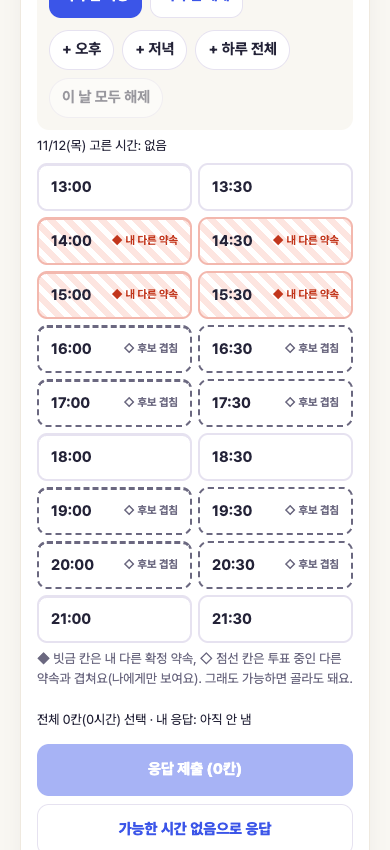 + 오후 + 저녁 + 하루 전체
이 날 모두 해제
11/12(목) 고른 시간: 없음
13:00 13:30
14:00 ◆ 내 다른 약속 14:30 ◆ 내 다른 약속
15:00 ◆ 내 다른 약속 15:30 ◆ 내 다른 약속
16:00 ◇ 후보 겹침 16:30 ◇ 후보 겹침
17:00 ◇ 후보 겹침 17:30 ◇ 후보 겹침
18:00 18:30
19:00 ◇ 후보 겹침 19:30 ◇ 후보 겹침
20:00 ◇ 후보 겹침 20:30 ◇ 후보 겹침
21:00 21:30
◆ 빗금 칸은 내 다른 확정 약속, ◇ 점선 칸은 투표 중인 다른
약속과 겹쳐요(나에게만 보여요). 그래도 가능하면 골라도 돼요.
전체 0칸(0시간) 선택 · 내 응답: 아직 안 냄
응답 제출 (0칸)
가능한 시간 없음으로 응답